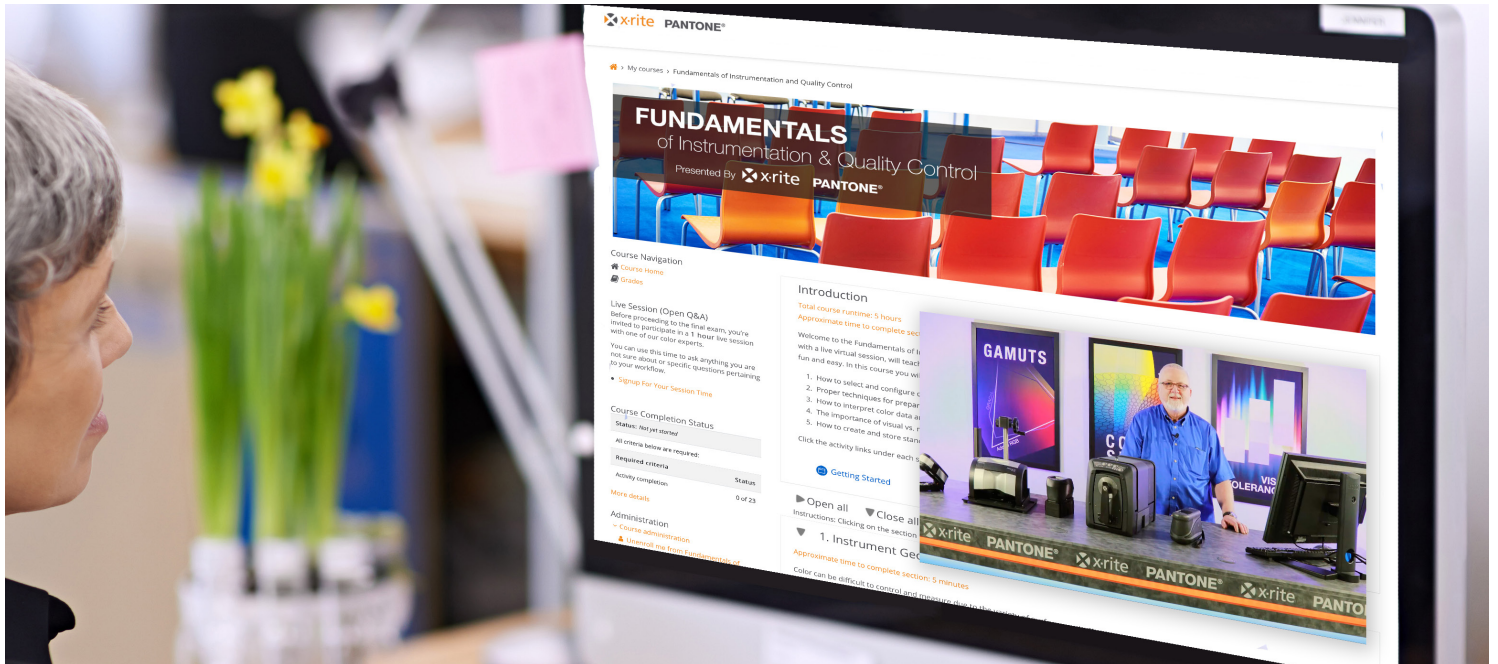 x·rite PANTONE®
My courses > Fundamentals of Instrumentation and Quality Control
FUNDAMENTALS
of Instrumentation & Quality Control
Presented By x·rite PANTONE®
Course Navigation
Course Home
Grades
Live Session (Open Q&A)
Before proceeding to the final exam, you're
invited to participate in a 1 hour live session
with one of our color experts.
You can use this time to ask anything you are
not sure about or specific questions pertaining
to your workflow.
Signup For Your Session Time
Course Completion Status
Status: Not yet started
All criteria below are required:
Required criteria Status
Activity completion 0 of 23
More details
Administration
Course administration
Unenroll me from Fundamentals of
Introduction
Total course runtime: 5 hours
Approximate time to complete
Welcome to the Fundamentals of
with a live virtual session, will teach
fun and easy. In this course you
1. How to select and configure
2. Proper techniques for
3. How to interpret color data
4. The importance of visual vs.
5. How to create and store
Click the activity links under each
Getting Started
Open all Close all
Instructions: Clicking on the section
1. Instrument
Approximate time to complete section: 5 minutes
Color can be difficult to control and measure due to the variety of
GAMUTS
x·rite PANTONE® x·rite PANTONE® x·rite PANTO